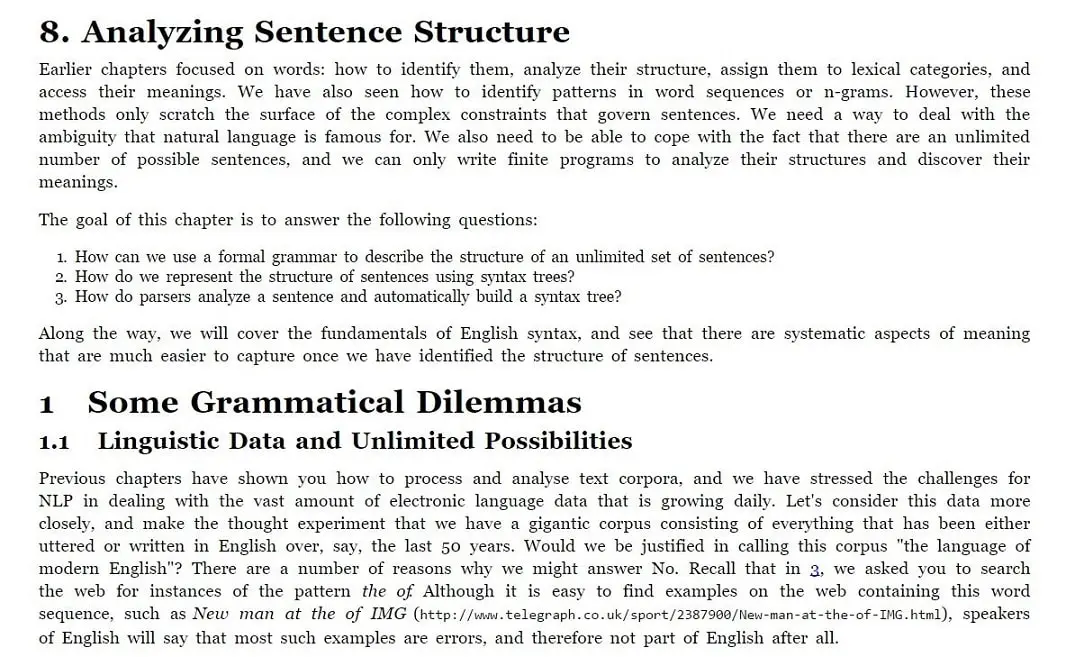 8. Analyzing Sentence Structure
Earlier chapters focused on words: how to identify them, analyze their structure, assign them to lexical categories, and
access their meanings. We have also seen how to identify patterns in word sequences or n-grams. However, these
methods only scratch the surface of the complex constraints that govern sentences. We need a way to deal with the
ambiguity that natural language is famous for. We also need to be able to cope with the fact that there are an unlimited
number of possible sentences, and we can only write finite programs to analyze their structures and discover their
meanings.
The goal of this chapter is to answer the following questions:
1. How can we use a formal grammar to describe the structure of an unlimited set of sentences?
2. How do we represent the structure of sentences using syntax trees?
3. How do parsers analyze a sentence and automatically build a syntax tree?
Along the way, we will cover the fundamentals of English syntax, and see that there are systematic aspects of meaning
that are much easier to capture once we have identified the structure of sentences.
1 Some Grammatical Dilemmas
1.1 Linguistic Data and Unlimited Possibilities
Previous chapters have shown you how to process and analyse text corpora, and we have stressed the challenges for
NLP in dealing with the vast amount of electronic language data that is growing daily. Let's consider this data more
closely, and make the thought experiment that we have a gigantic corpus consisting of everything that has been either
uttered or written in English over, say, the last 50 years. Would we be justified in calling this corpus "the language of
modern English"? There are a number of reasons why we might answer No. Recall that in 3, we asked you to search
the web for instances of the pattern the of Although it is easy to find examples on the web containing this word
sequence, such as New man at the of IMG (http://www.telegraph.co.uk/sport/2387900/New-man-at-the-of-IMG.html), speakers
of English will say that most such examples are errors, and therefore not part of English after all.